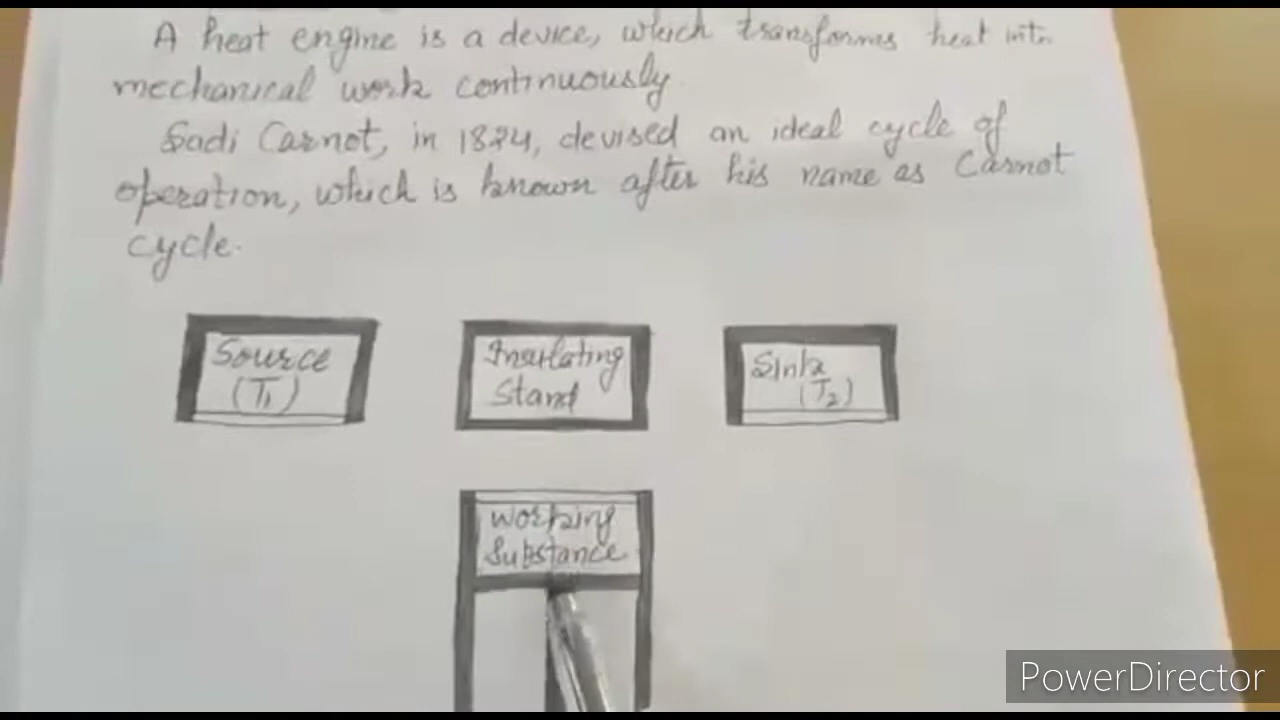 A heat engine is a device, which transforms heat into
mechanical work continuously.
Sadi Carnot, in 1824, devised an ideal cycle of
operation, which is known after his name as Carnot
cycle.
Source
(T₁)
Insulating
Stand
Sink
(T₂)
Working
Substance
PowerDirector